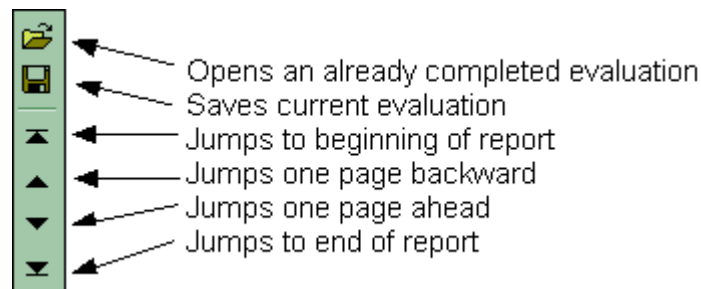 Opens an already completed evaluation
Saves current evaluation
Jumps to beginning of report
Jumps one page backward
Jumps one page ahead
Jumps to end of report